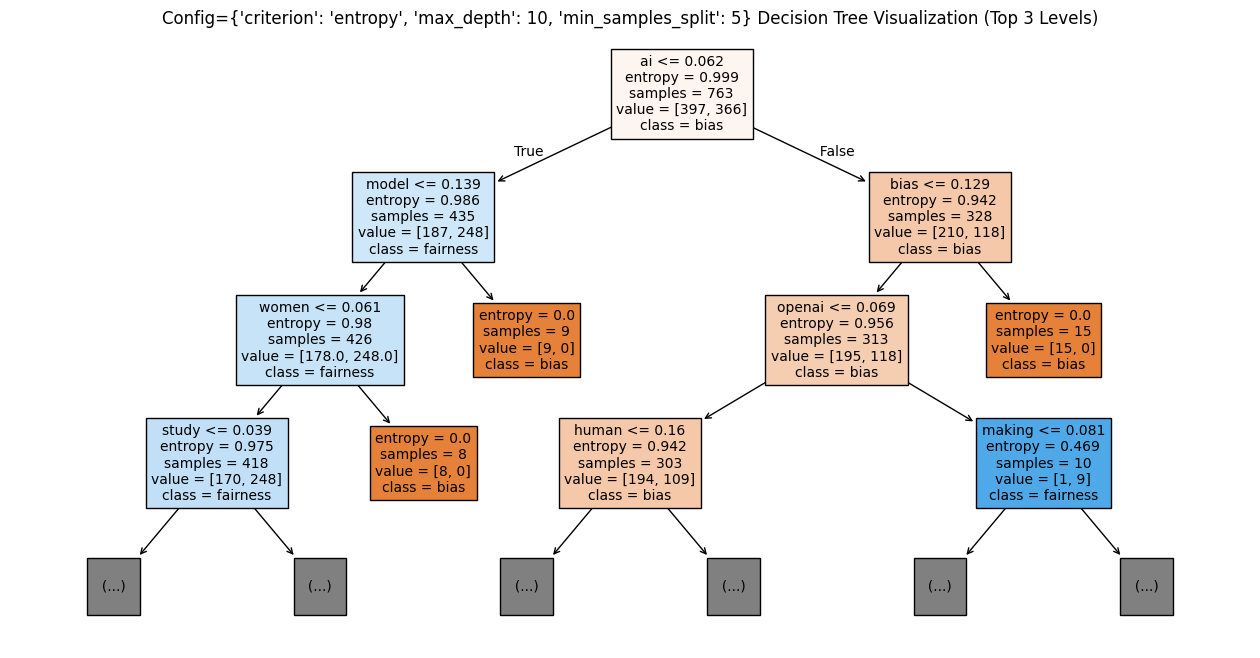 Config={'criterion': 'entropy', 'max_depth': 10, 'min_samples_split': 5} Decision Tree Visualization (Top 3 Levels)
ai <= 0.062
entropy = 0.999
samples = 763
value = [397, 366]
class = bias
True
False
model <= 0.139
entropy = 0.986
samples = 435
value = [187, 248]
class = fairness
bias <= 0.129
entropy = 0.942
samples = 328
value = [210, 118]
class = bias
women <= 0.061
entropy = 0.98
samples = 426
value = [178.0, 248.0]
class = fairness
entropy = 0.0
samples = 9
value = [9, 0]
class = bias
openai <= 0.069
entropy = 0.956
samples = 313
value = [195, 118]
class = bias
entropy = 0.0
samples = 15
value = [15, 0]
class = bias
study <= 0.039
entropy = 0.975
samples = 418
value = [170, 248]
class = fairness
entropy = 0.0
samples = 8
value = [8, 0]
class = bias
human <= 0.16
entropy = 0.942
samples = 303
value = [194, 109]
class = bias
making <= 0.081
entropy = 0.469
samples = 10
value = [1, 9]
class = fairness
(...)
(...)
(...)
(...)
(...)
(...)